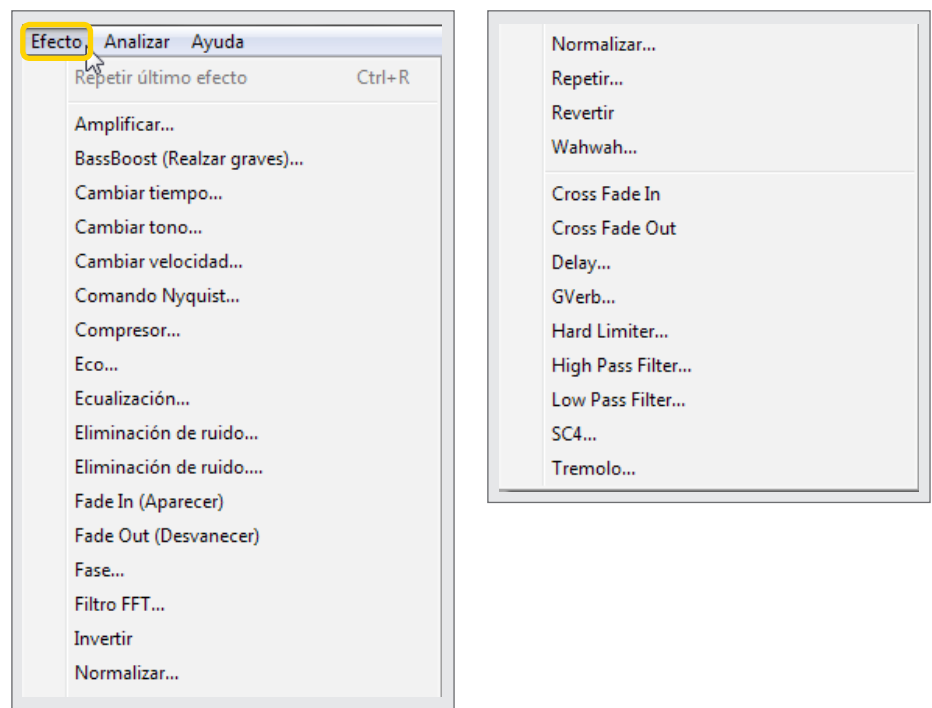 Efecto Analizar Ayuda
Repetir último efecto Ctrl+R
Amplificar...
BassBoost (Realzar graves)...
Cambiar tiempo...
Cambiar tono...
Cambiar velocidad...
Comando Nyquist...
Compresor...
Eco...
Ecualización...
Eliminación de ruido...
Eliminación de ruido....
Fade In (Aparecer)
Fade Out (Desvanecer)
Fase...
Filtro FFT...
Invertir
Normalizar...
Normalizar...
Repetir...
Revertir
Wahwah...
Cross Fade In
Cross Fade Out
Delay...
GVerb...
Hard Limiter...
High Pass Filter...
Low Pass Filter...
SC4...
Tremolo...